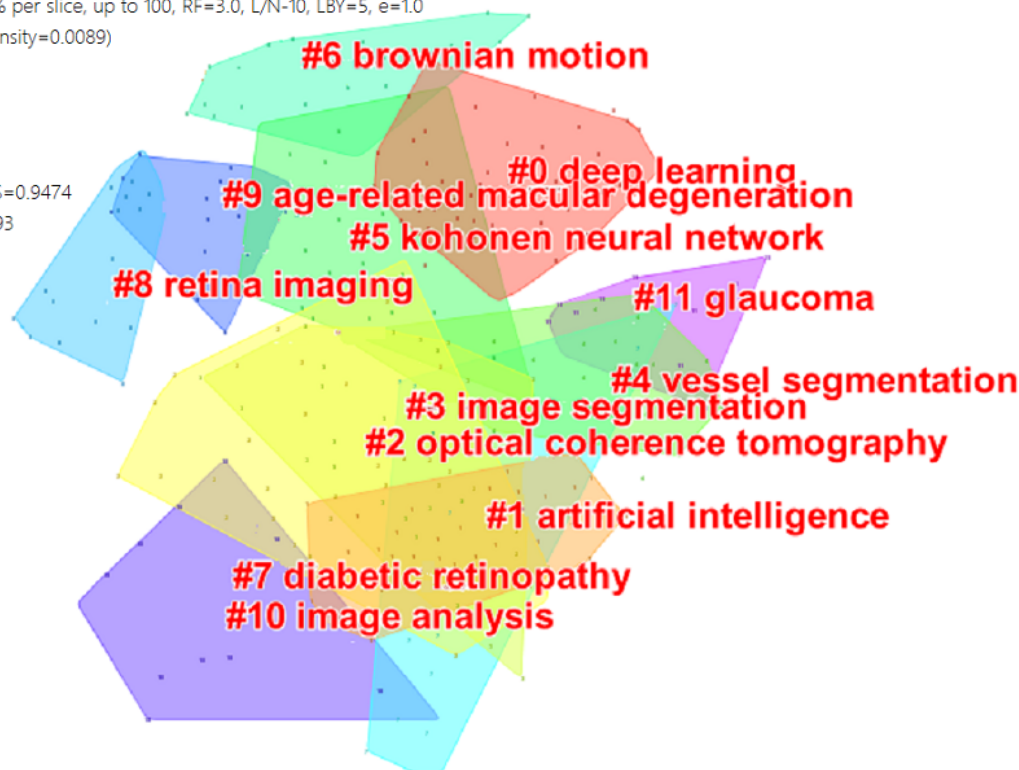 % per slice, up to 100, RF=3.0, L/N-10, LBY=5, e=1.0
nsity=0.0089)
#6 brownian motion
#0 deep learning
S=0.9474
#9 age-related macular degeneration
93
#5 kohonen neural network
#8 retina imaging
#11 glaucoma
#4 vessel segmentation
#3 image segmentation
#2 optical coherence tomography
#1 artificial intelligence
#7 diabetic retinopathy
#10 image analysis